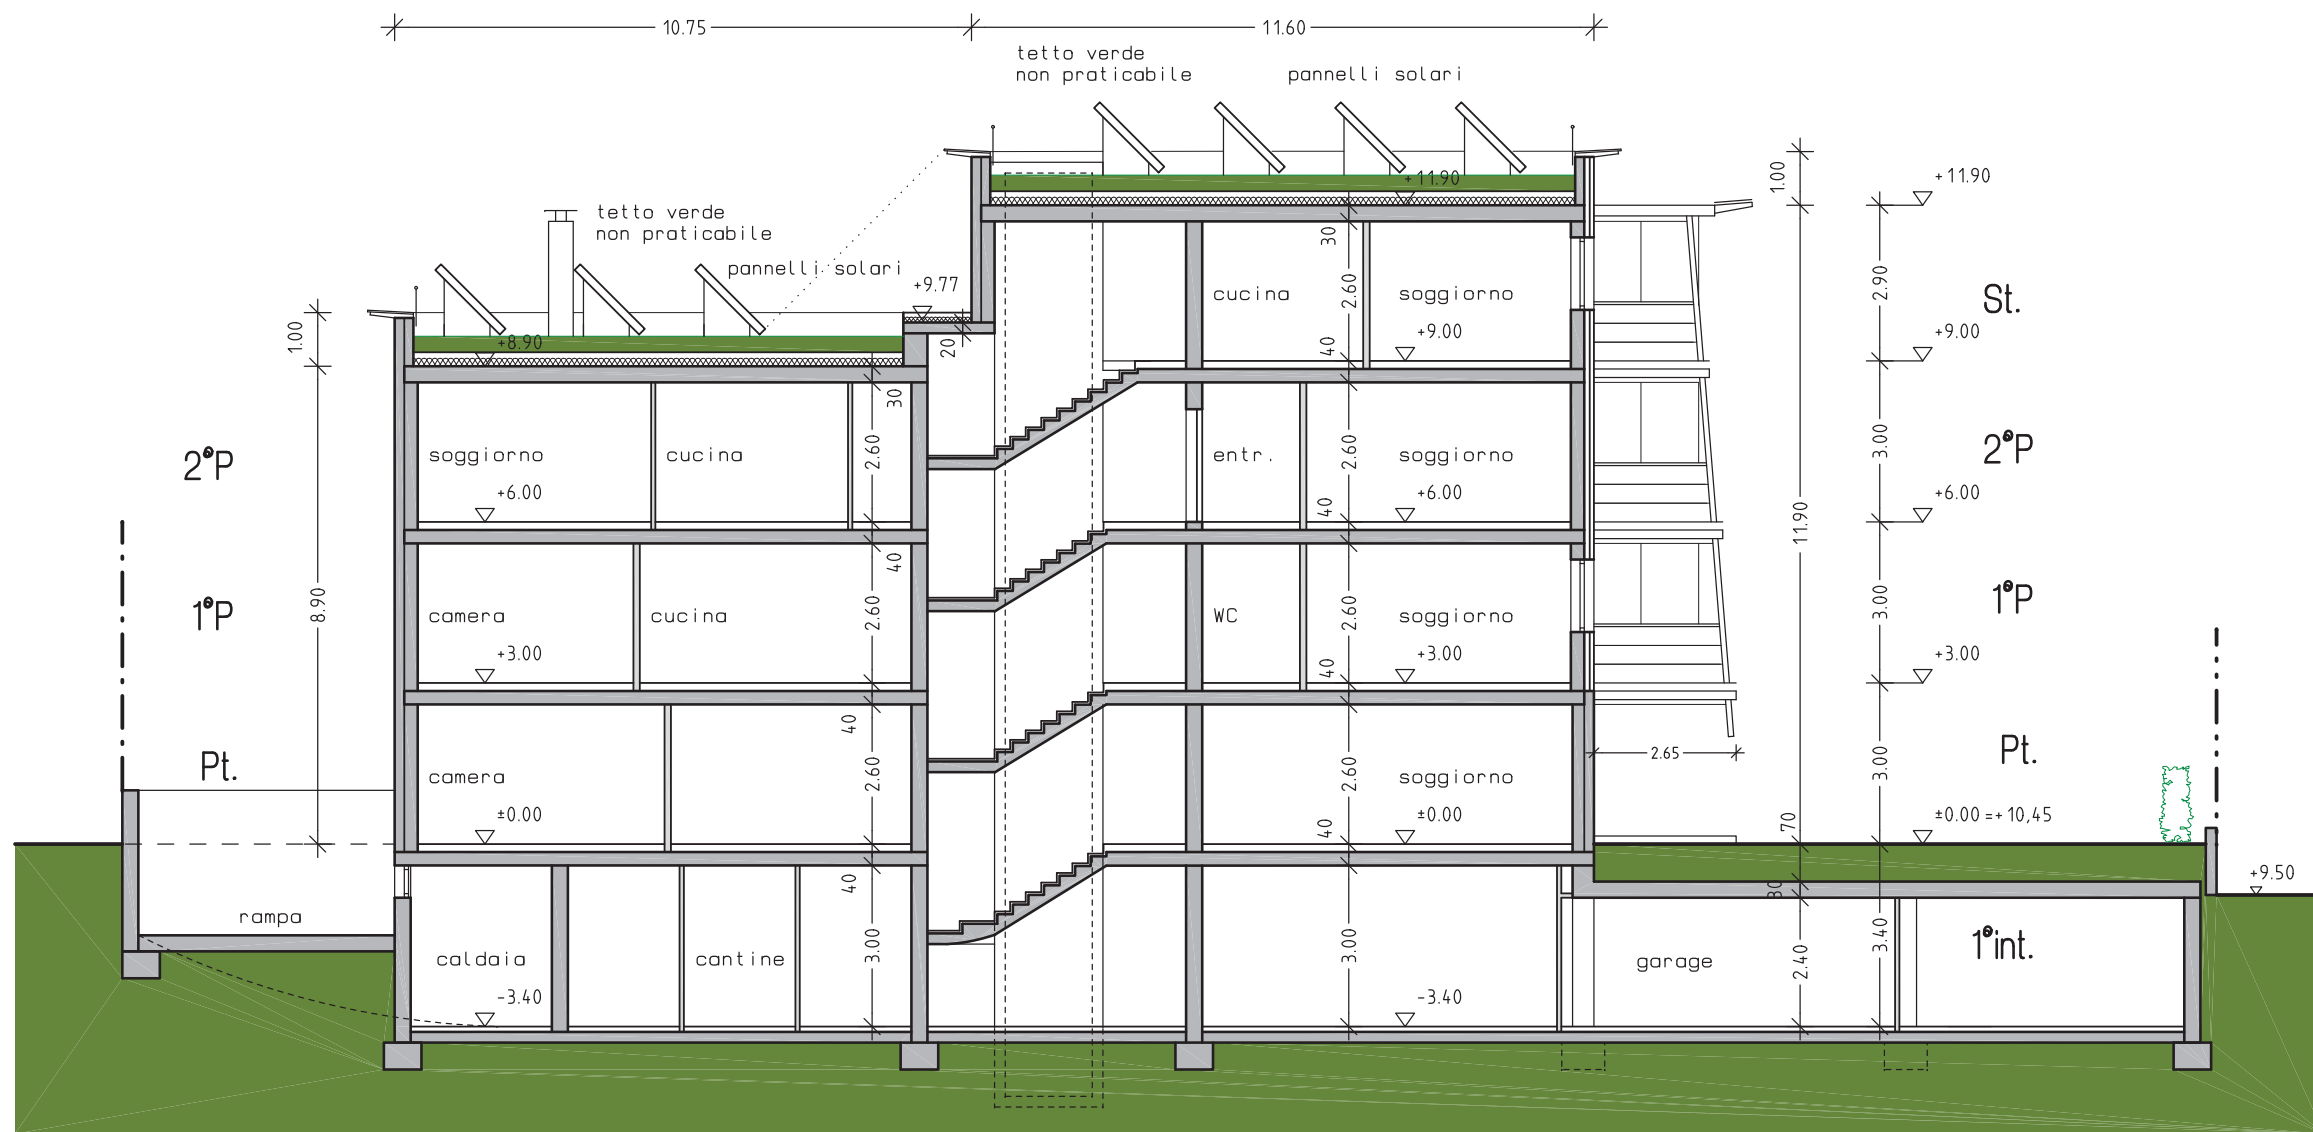 10.75
11.60
tetto verde
non praticabile
pannelli solari
+11.90
1.00
+11.90
tetto verde
non praticabile
pannelli solari
+9.77
30
cucina
soggiorno
2.60
2.90
St.
+9.00
+9.00
40
1.00
+8.90
20
30
2°P
soggiorno
cucina
2.60
entr.
2.60
soggiorno
3.00
2°P
+6.00
+6.00
+6.00
40
11.90
40
8.90
1°P
camera
cucina
2.60
WC
2.60
soggiorno
3.00
1°P
+3.00
+3.00
+3.00
40
40
2.65
Pt.
camera
2.60
2.60
soggiorno
3.00
Pt.
±0.00
±0.00
±0.00=+10,45
40
70
40
+9.50
30
rampa
caldaia
cantine
3.00
3.00
garage
2.40
3.40
1°int.
-3.40
-3.40